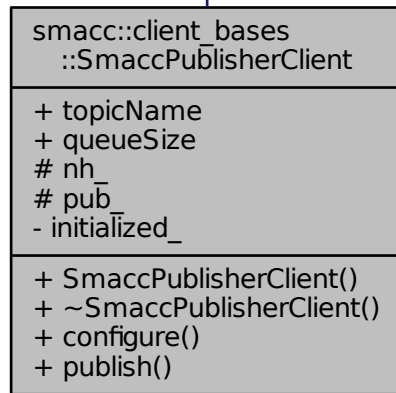 smacc::client_bases
::SmaccPublisherClient
+ topicName
+ queueSize
# nh_
# pub_
- initialized_
+ SmaccPublisherClient()
+ ~SmaccPublisherClient()
+ configure()
+ publish()